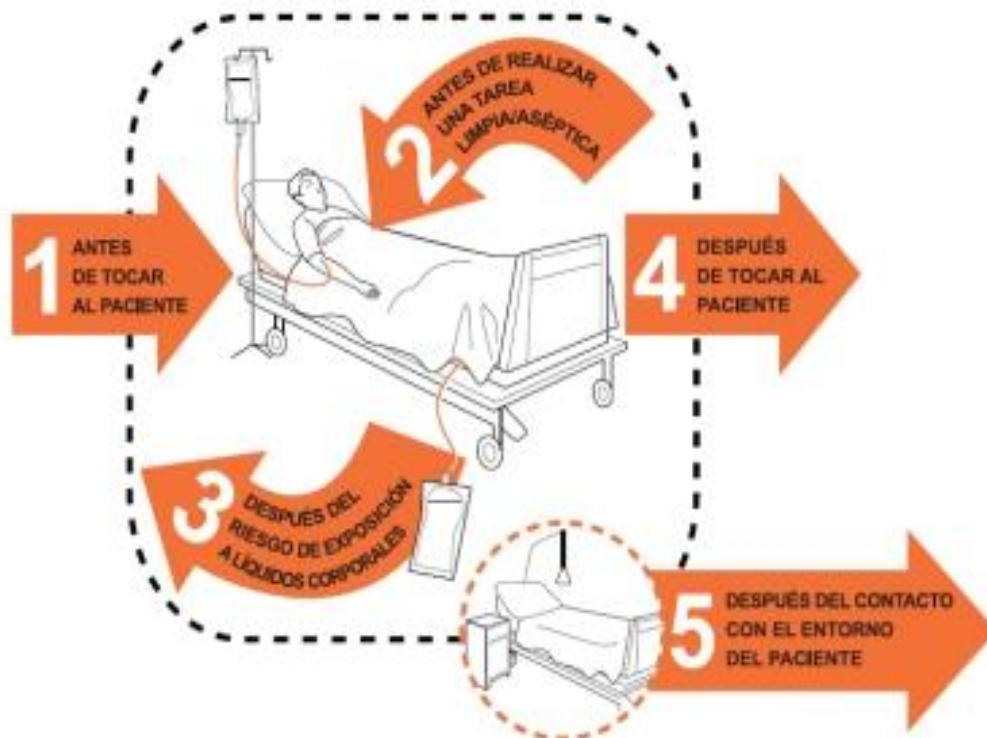 1
ANTES
DE TOCAR
AL PACIENTE
2
ANTES DE REALIZAR
UNA TAREA
LIMPIA/ASÉPTICA
3
DESPUÉS DEL
RIESGO DE EXPOSICIÓN
A LÍQUIDOS CORPORALES
4
DESPUÉS
DE TOCAR AL
PACIENTE
5
DESPUÉS DEL CONTACTO
CON EL ENTORNO
DEL PACIENTE